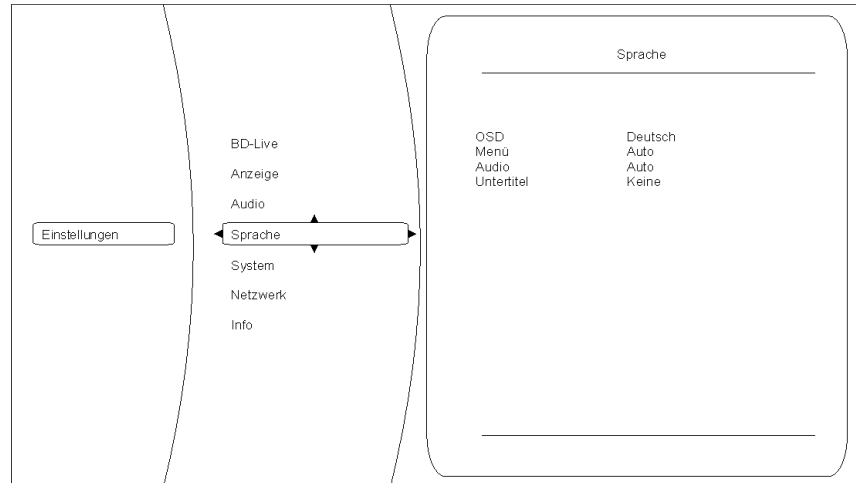 Einstellungen
BD-Live
Anzeige
Audio
Sprache
System
Netzwerk
Info
Sprache
OSD Deutsch
Menü Auto
Audio Auto
Untertitel Keine